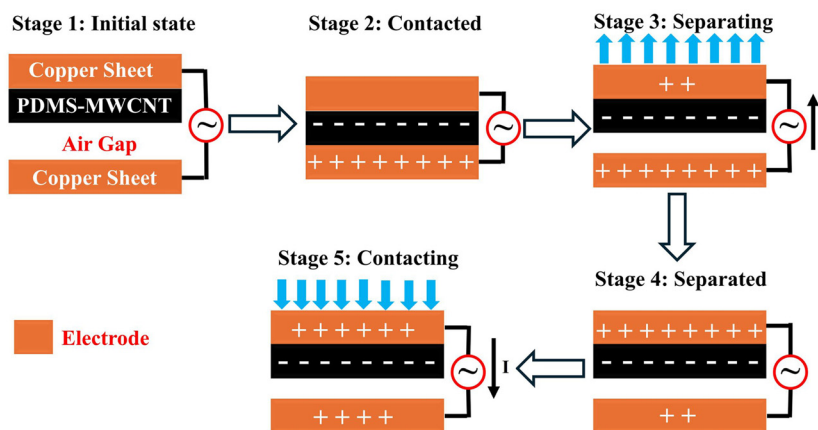 Stage 1: Initial state
Copper Sheet
PDMS-MWCNT
Air Gap
Copper Sheet
~
Stage 2: Contacted
- - - - - - - -
+ + + + + + + +
~
Stage 3: Separating
+ +
- - - - - - - -
+ + + + + + + +
~
Stage 4: Separated
+ + + + + + + +
- - - - - - - -
+ +
~
Stage 5: Contacting
+ + + + + +
- - - - - - - -
+ + + +
~
I
Electrode